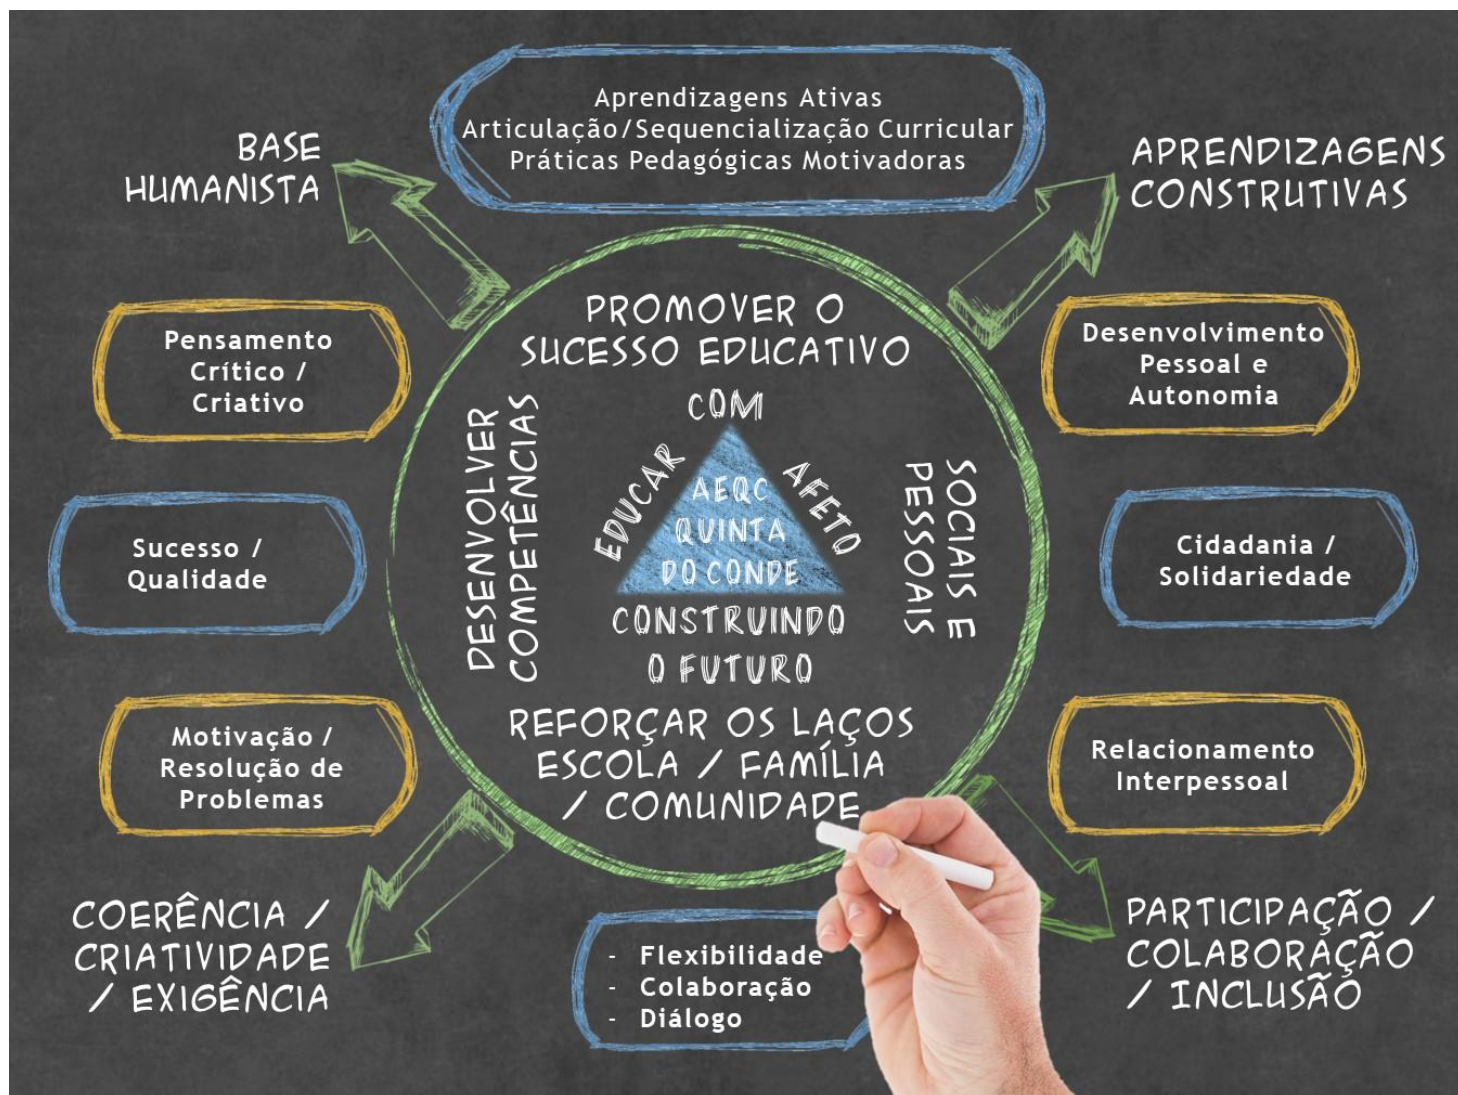 Aprendizagens Ativas
Articulação/Sequencialização Curricular
Práticas Pedagógicas Motivadoras
BASE
HUMANISTA
APRENDIZAGENS
CONSTRUTIVAS
Pensamento
Crítico /
Criativo
Desenvolvimento
Pessoal e
Autonomia
Sucesso /
Qualidade
Cidadania /
Solidariedade
Motivação /
Resolução de
Problemas
Relacionamento
Interpessoal
PROMOVER O
SUCESSO EDUCATIVO
DESENVOLVER
COMPETÊNCIAS
SOCIAIS E
PESSOAIS
EDUCAR
COM
AFETO
AEQC
QUINTA
DO CONDE
CONSTRUINDO
O FUTURO
REFORÇAR OS LAÇOS
ESCOLA / FAMÍLIA
/ COMUNIDADE
COERÊNCIA /
CRIATIVIDADE
/ EXIGÊNCIA
- Flexibilidade
- Colaboração
- Diálogo
PARTICIPAÇÃO /
COLABORAÇÃO
/ INCLUSÃO